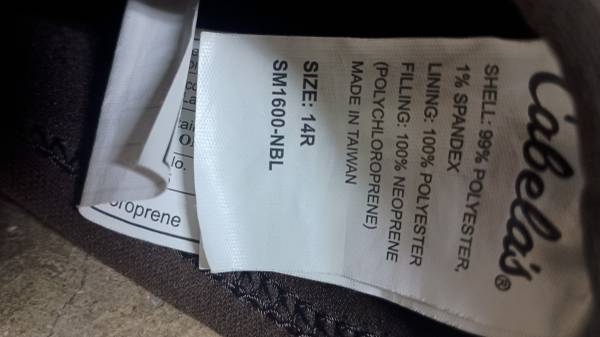 Cabela's®
SHELL: 99% POLYESTER,
1% SPANDEX
LINING: 100% POLYESTER
FILLING: 100% NEOPRENE
(POLYCHLOROPRENE)
MADE IN TAIWAN
SIZE: 14R
SM1600-NBL
oroprene